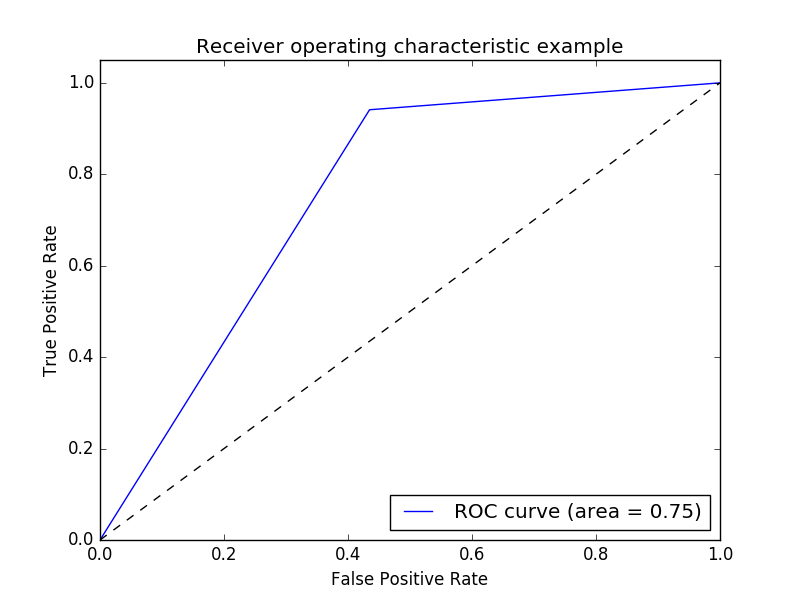 Receiver operating characteristic example
1.0
0.8
0.6
0.4
0.2
0.0
True Positive Rate
ROC curve (area = 0.75)
0.0 0.2 0.4 0.6 0.8 1.0
False Positive Rate